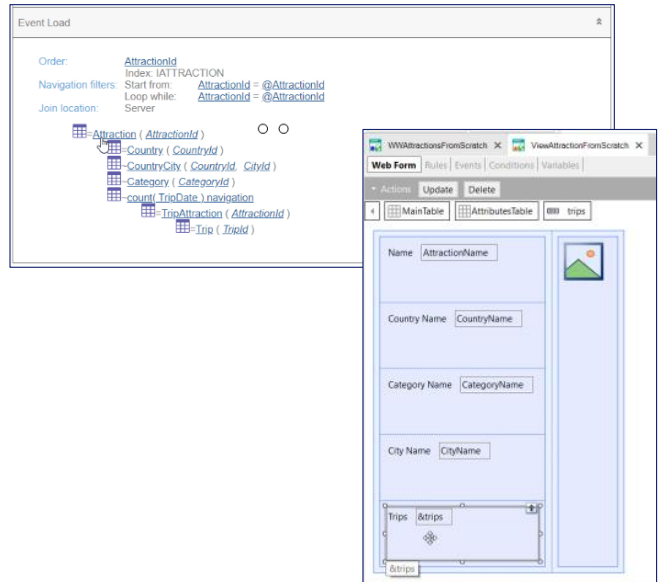 Event Load
Order: AttractionId
Index: IATTRACTION
Navigation filters: Start from: AttractionId = @AttractionId
Loop while: AttractionId = @AttractionId
Join location: Server
=Attraction ( AttractionId )
=Country ( CountryId )
~CountryCity ( CountryId, CityId )
~Category ( CategoryId )
~count( TripDate ) navigation
=TripAttraction ( AttractionId )
=Trip ( TripId )
WWAttractionsFromScratch X ViewAttractionFromScratch X
Web Form Rules Events Conditions Variables
Actions Update Delete
MainTable AttributesTable trips
Name AttractionName
Country Name CountryName
Category Name CategoryName
City Name CityName
Trips &trips
&trips